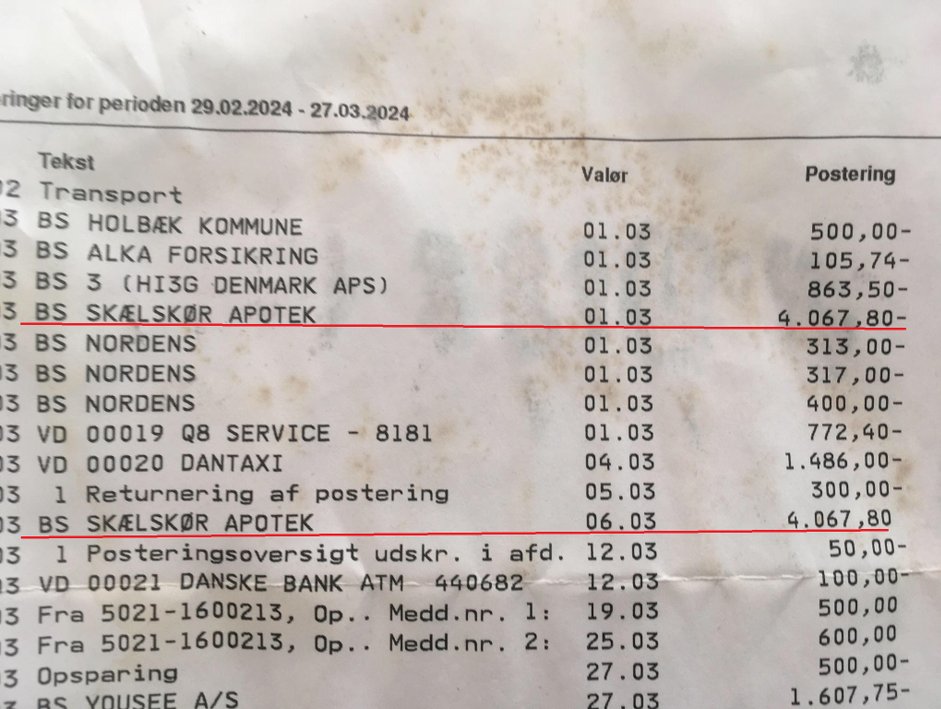 ringer for perioden 29.02.2024 - 27.03.2024
Tekst Valør Postering
02 Transport
03 BS HOLBÆK KOMMUNE 01.03 500,00-
03 BS ALKA FORSIKRING 01.03 105,74-
03 BS 3 (HI3G DENMARK APS) 01.03 863,50-
03 BS SKÆLSKØR APOTEK 01.03 4.067,80-
03 BS NORDENS 01.03 313,00-
03 BS NORDENS 01.03 317,00-
03 BS NORDENS 01.03 400,00-
03 VD 00019 Q8 SERVICE - 8181 01.03 772,40-
03 VD 00020 DANTAXI 04.03 1.486,00-
03 1 Returnering af postering 05.03 300,00-
03 BS SKÆLSKØR APOTEK 06.03 4.067,80
03 1 Posteringsoversigt udskr. i afd. 12.03 50,00-
03 VD 00021 DANSKE BANK ATM 440682 12.03 100,00-
03 Fra 5021-1600213, Op.. Medd.nr. 1: 19.03 500,00
03 Fra 5021-1600213, Op.. Medd.nr. 2: 25.03 600,00
03 Opsparing 27.03 500,00-
03 BS YOUSEE A/S 27.03 1.607,75-